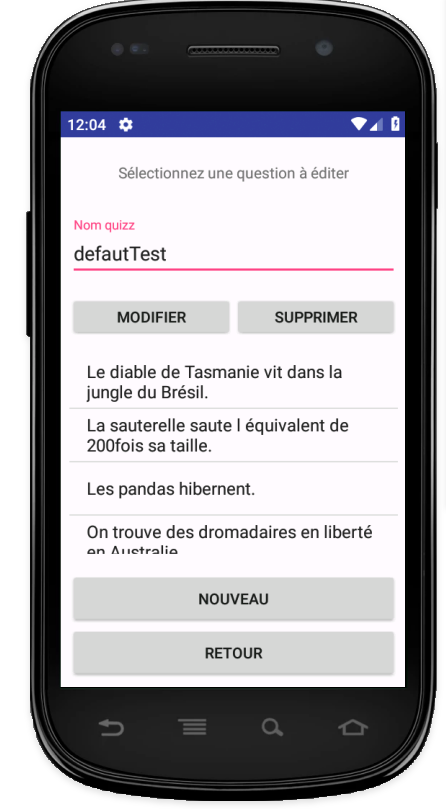 12:04
Sélectionnez une question à éditer
Nom quizz
defautTest
MODIFIER
SUPPRIMER
Le diable de Tasmanie vit dans la
jungle du Brésil.
La sauterelle saute l équivalent de
200fois sa taille.
Les pandas hibernent.
On trouve des dromadaires en liberté
en Australie
NOUVEAU
RETOUR